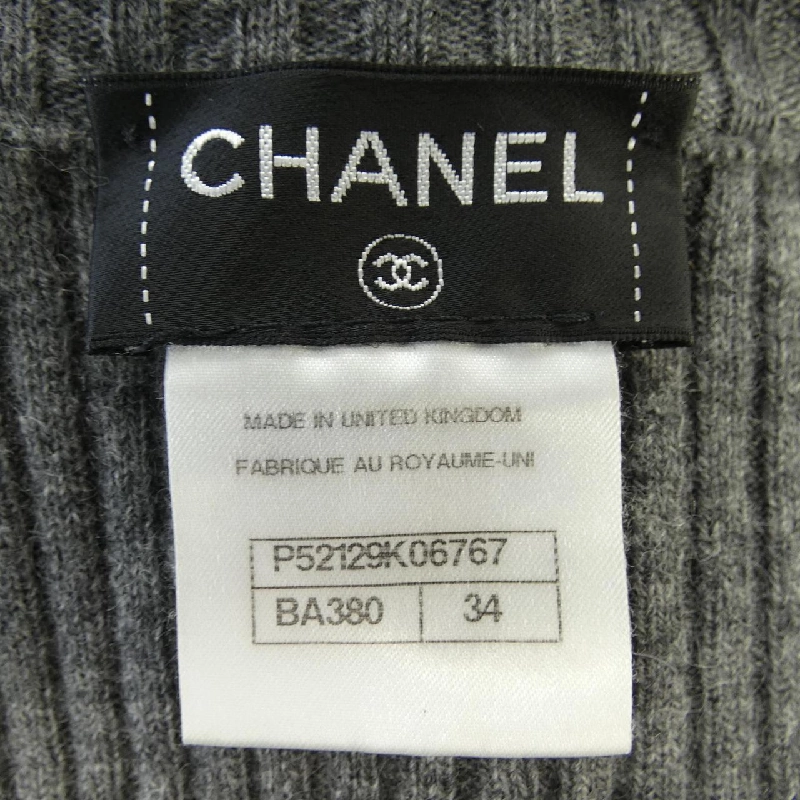 CHANEL
MADE IN UNITED KINGDOM
FABRIQUE AU ROYAUME-UNI
P52129K06767
BA380 34